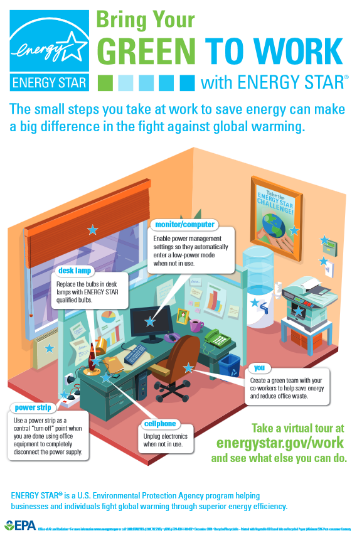 energy
ENERGY STAR
Bring Your
GREEN TO WORK
with ENERGY STAR®
The small steps you take at work to save energy can make
a big difference in the fight against global warming.
Take the
ENERGY STAR
CHALLENGE!
monitor/computer
Enable power management
settings so they automatically
enter a low-power mode
when not in use.
desk lamp
Replace the bulbs in desk
lamps with ENERGY STAR
qualified bulbs.
you
Create a green team with your
co-workers to help save energy
and reduce office waste.
power strip
Use a power strip as a
central "turn off" point when
you are done using office
equipment to completely
disconnect the power supply.
cellphone
Unplug electronics
when not in use.
Take a virtual tour at
energystar.gov/work
and see what else you can do.
ENERGY STAR® is a U.S. Environmental Protection Agency program helping
businesses and individuals fight global warming through superior energy efficiency.
EPA